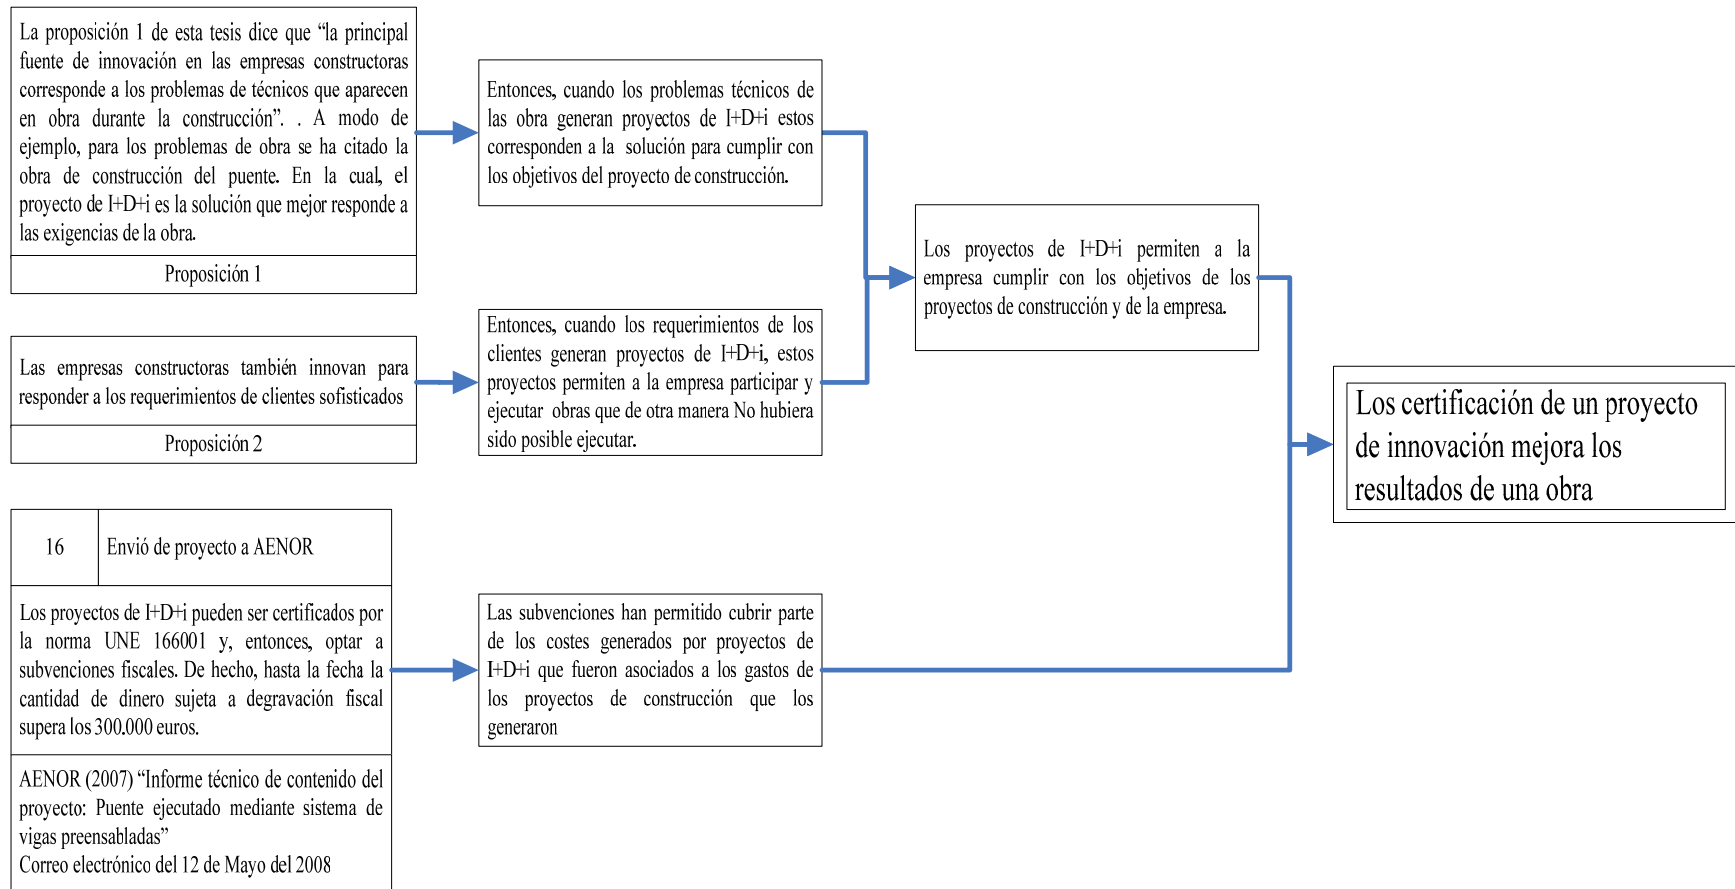 La proposición 1 de esta tesis dice que “la principal
fuente de innovación en las empresas constructoras
corresponde a los problemas de técnicos que aparecen
en obra durante la construcción”. . A modo de
ejemplo, para los problemas de obra se ha citado la
obra de construcción del puente. En la cual, el
proyecto de I+D+i es la solución que mejor responde a
las exigencias de la obra.
Proposición 1
Entonces, cuando los problemas técnicos de
las obra generan proyectos de I+D+i estos
corresponden a la solución para cumplir con
los objetivos del proyecto de construcción.
Las empresas constructoras también innovan para
responder a los requerimientos de clientes sofisticados
Proposición 2
Entonces, cuando los requerimientos de los
clientes generan proyectos de I+D+i, estos
proyectos permiten a la empresa participar y
ejecutar obras que de otra manera No hubiera
sido posible ejecutar.
Los proyectos de I+D+i permiten a la
empresa cumplir con los objetivos de los
proyectos de construcción y de la empresa.
16
Envió de proyecto a AENOR
Los proyectos de I+D+i pueden ser certificados por
la norma UNE 166001 y, entonces, optar a
subvenciones fiscales. De hecho, hasta la fecha la
cantidad de dinero sujeta a degravación fiscal
supera los 300.000 euros.
AENOR (2007) “Informe técnico de contenido del
proyecto: Puente ejecutado mediante sistema de
vigas preensabladas”
Correo electrónico del 12 de Mayo del 2008
Las subvenciones han permitido cubrir parte
de los costes generados por proyectos de
I+D+i que fueron asociados a los gastos de
los proyectos de construcción que los
generaron
Los certificación de un proyecto
de innovación mejora los
resultados de una obra